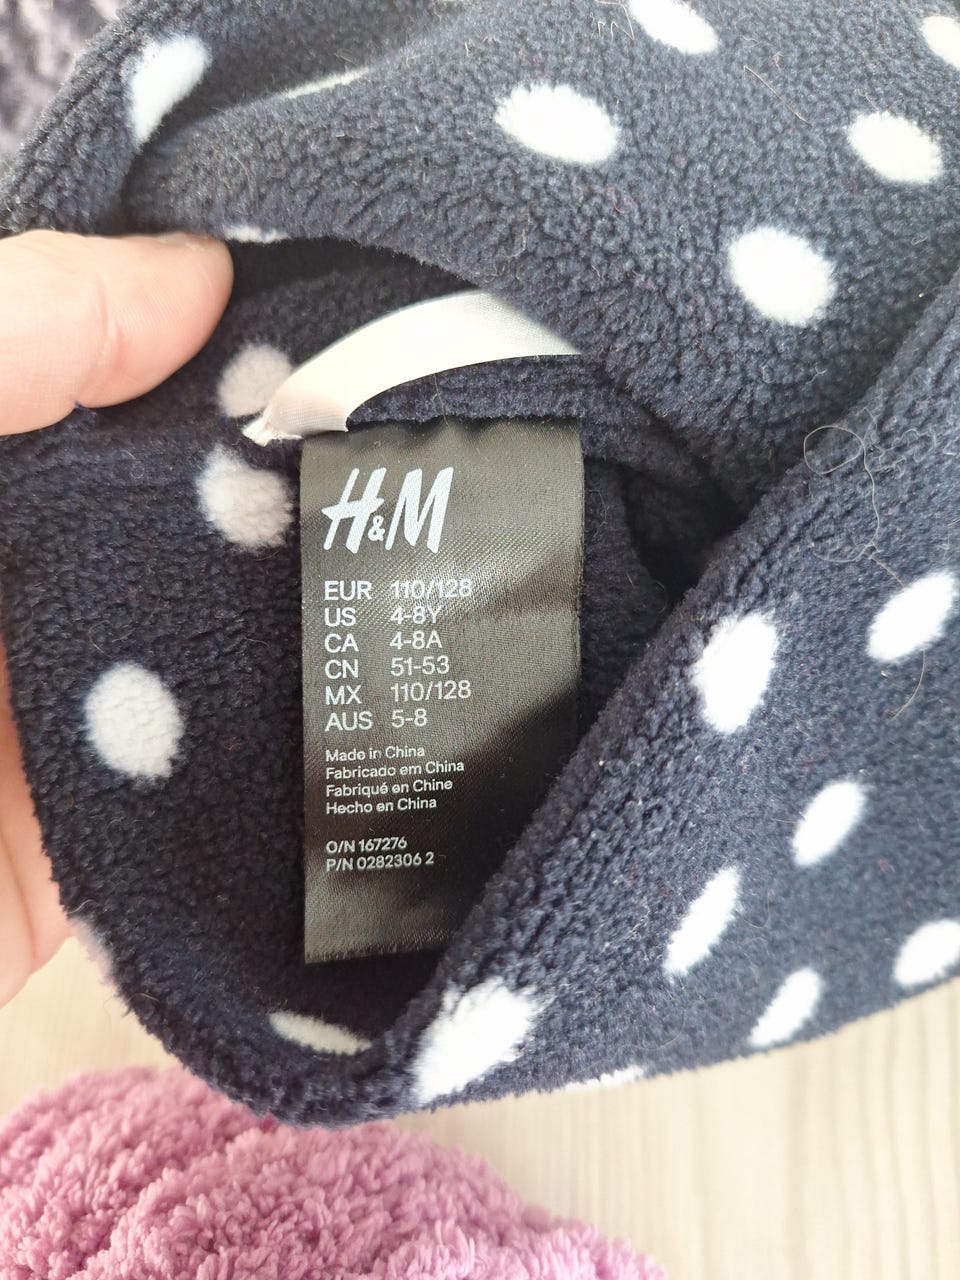 H&M
EUR 110/128
US 4-8Y
CA 4-8A
CN 51-53
MX 110/128
AUS 5-8
Made in China
Fabricado em China
Fabriqué en Chine
Hecho en China
O/N 167276
P/N 0282306 2